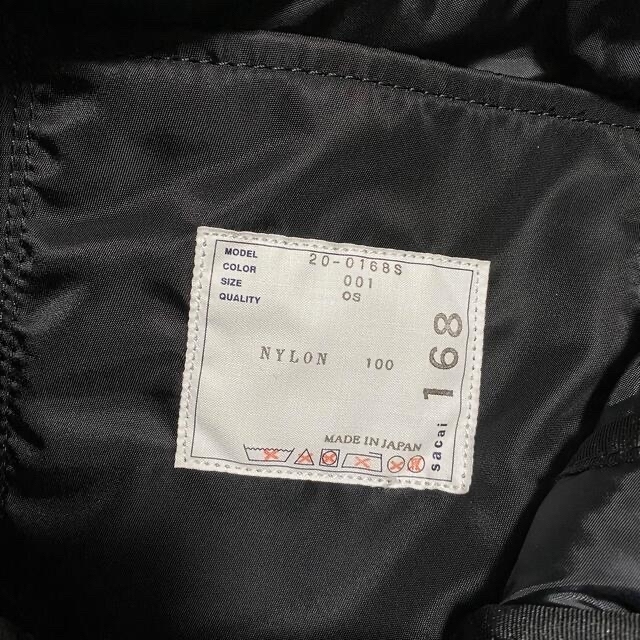 MODEL 20-0168S
COLOR 001
SIZE OS
QUALITY
NYLON 100
MADE IN JAPAN
sacai 168